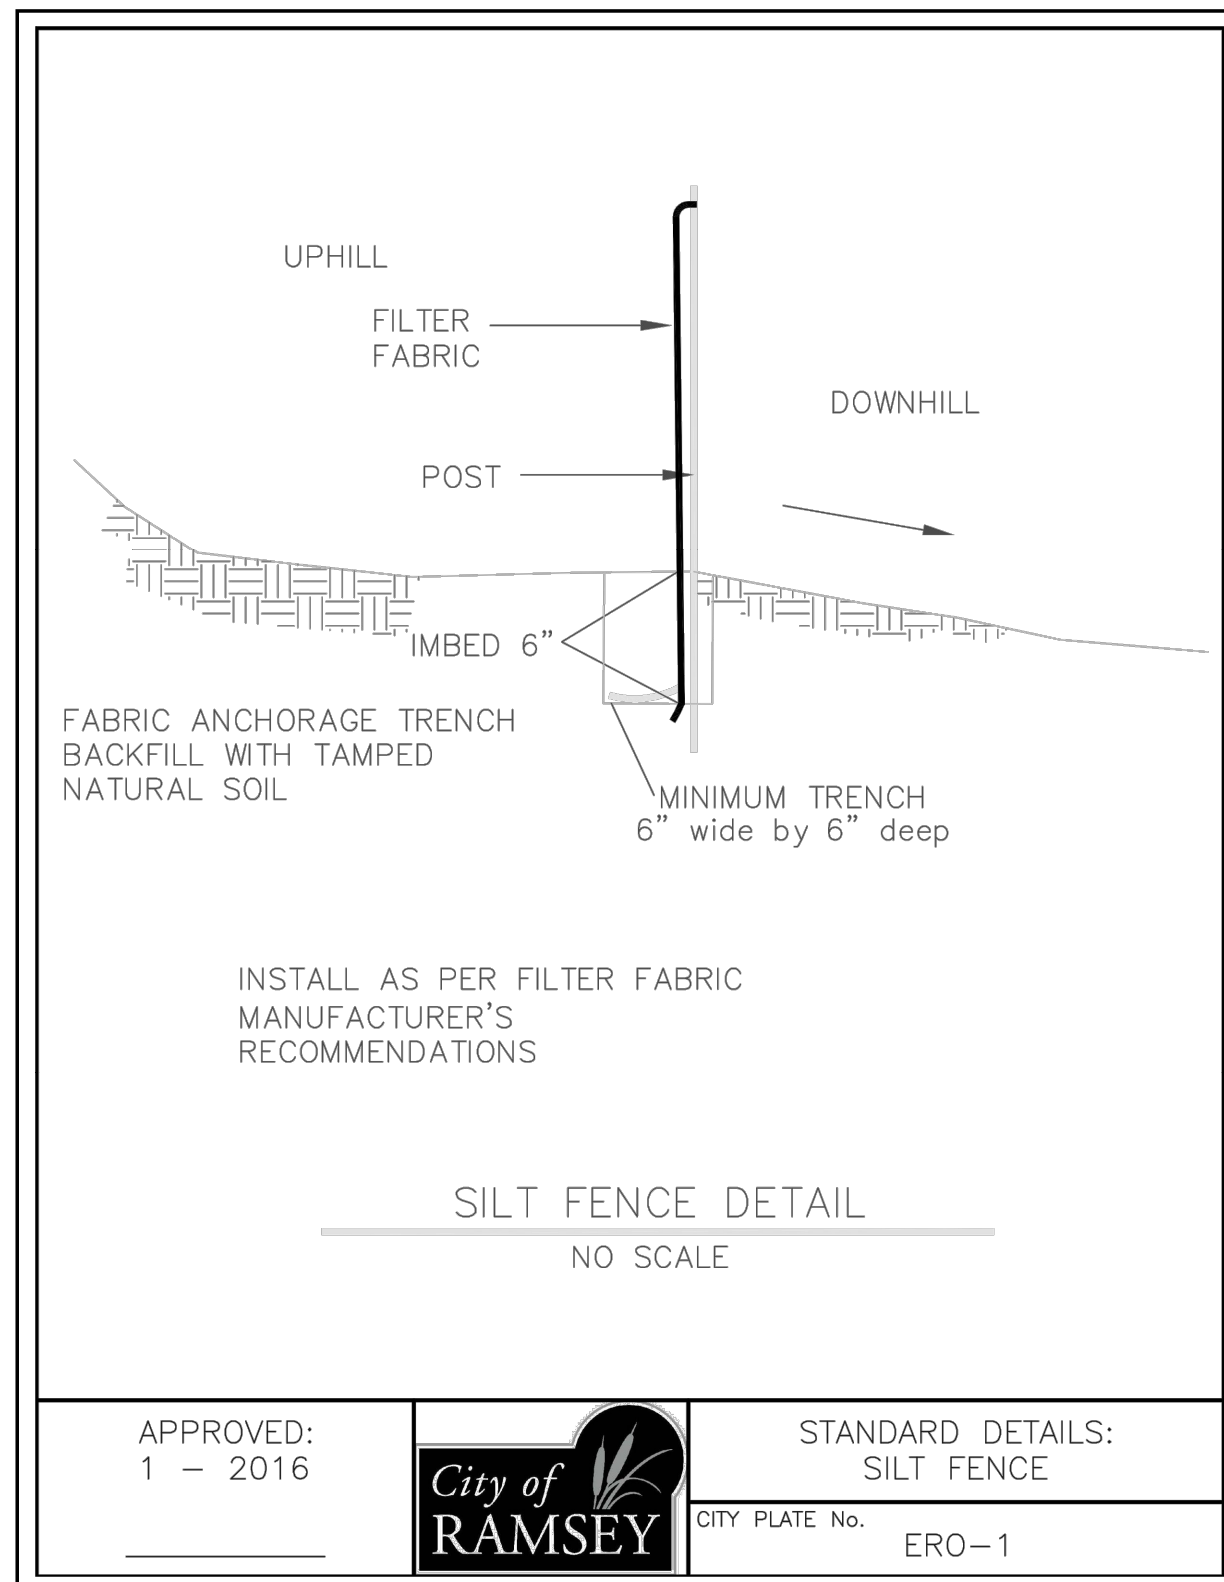 UPHILL
FILTER
FABRIC
DOWNHILL
POST
IMBED 6”
FABRIC ANCHORAGE TRENCH
BACKFILL WITH TAMPED
NATURAL SOIL
MINIMUM TRENCH
6” wide by 6” deep
INSTALL AS PER FILTER FABRIC
MANUFACTURER’S
RECOMMENDATIONS
SILT FENCE DETAIL
NO SCALE
APPROVED:
1 – 2016
City of
RAMSEY
STANDARD DETAILS:
SILT FENCE
CITY PLATE No.
ERO–1